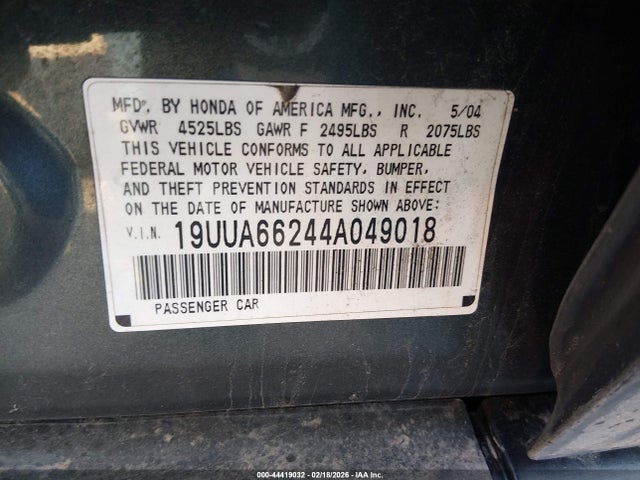 MFD. BY HONDA OF AMERICA MFG., INC. 5/04
GVWR 4525LBS GAWR F 2495LBS R 2075LBS
THIS VEHICLE CONFORMS TO ALL APPLICABLE
FEDERAL MOTOR VEHICLE SAFETY, BUMPER,
AND THEFT PREVENTION STANDARDS IN EFFECT
ON THE DATE OF MANUFACTURE SHOWN ABOVE:
V.I.N. 19UUA66244A049018
PASSENGER CAR
000-44419032 - 02/18/2026 - IAA Inc.